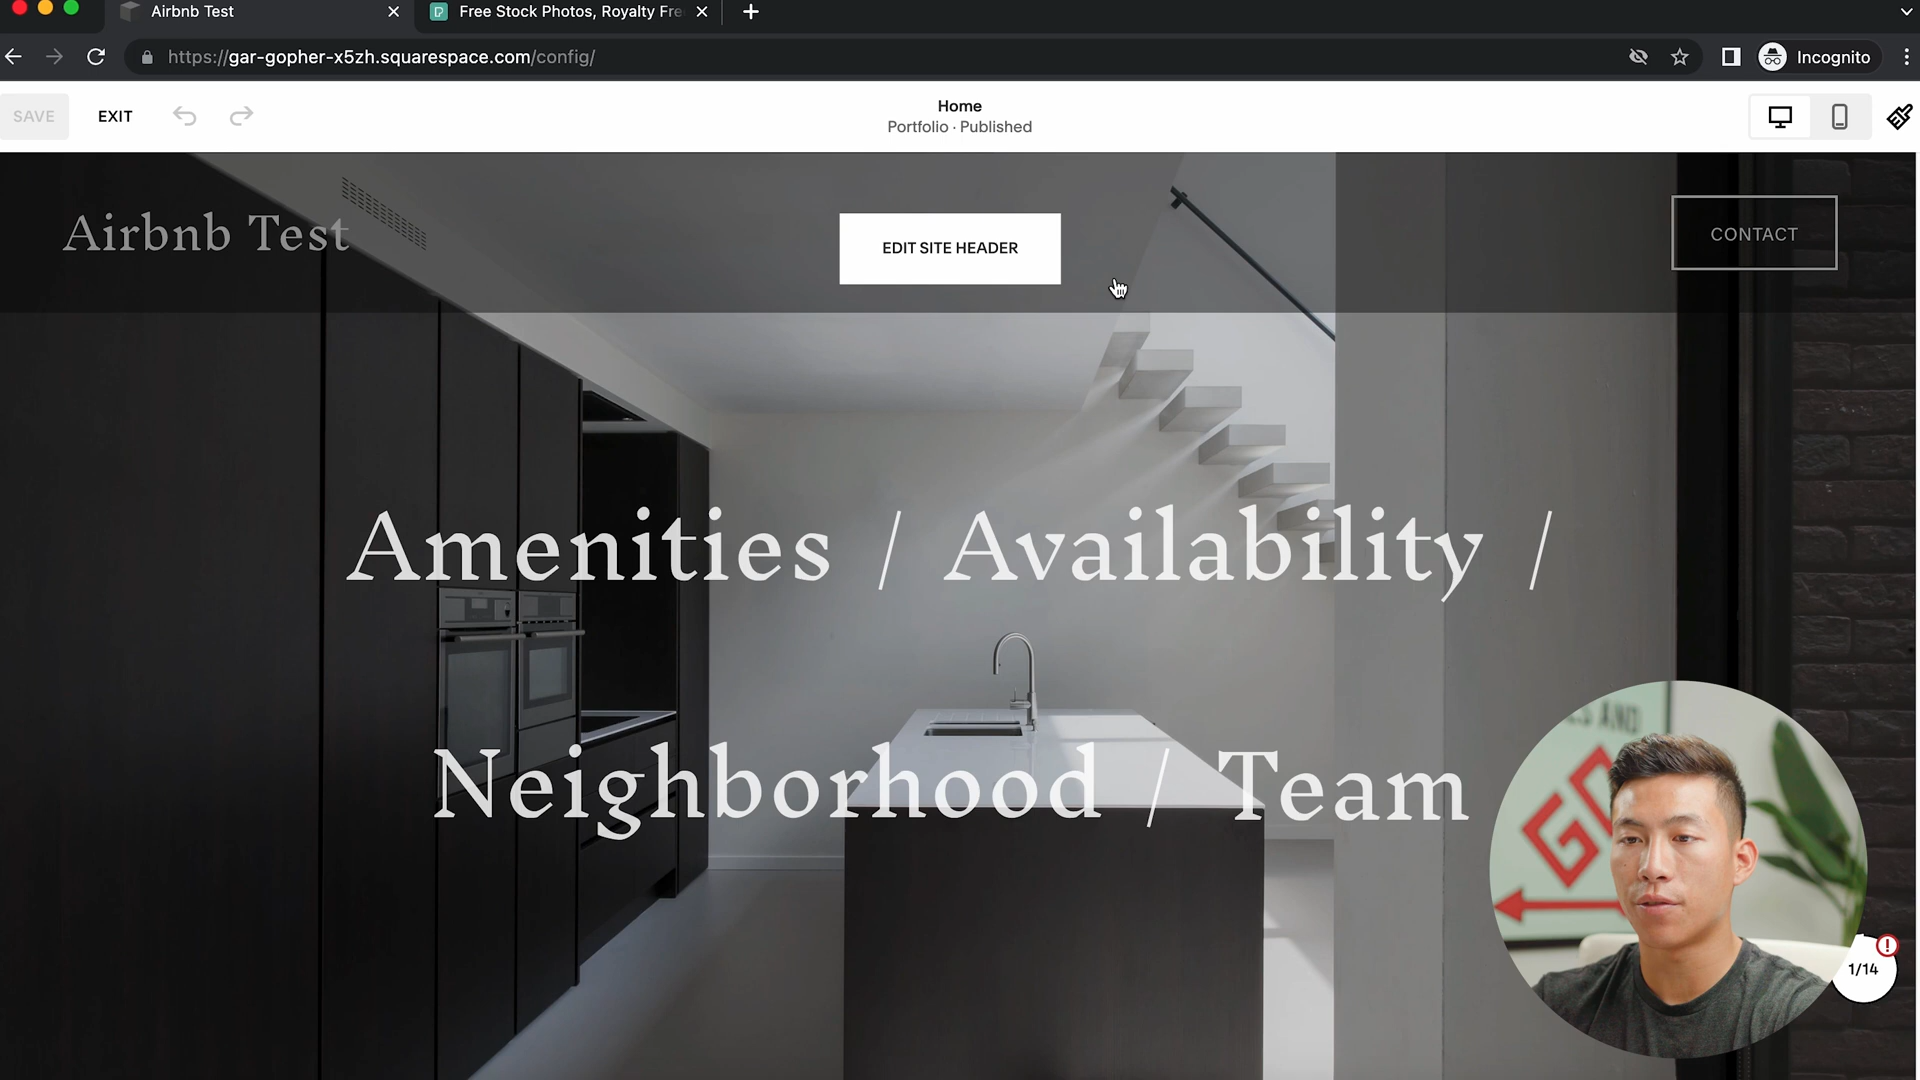 Airbnb Test
Free Stock Photos, Royalty Fre
https://gar-gopher-x5zh.squarespace.com/config/
Incognito
SAVE
EXIT
Home
Portfolio · Published
Airbnb Test
EDIT SITE HEADER
CONTACT
Amenities / Availability /
Neighborhood / Team
AND
1/14